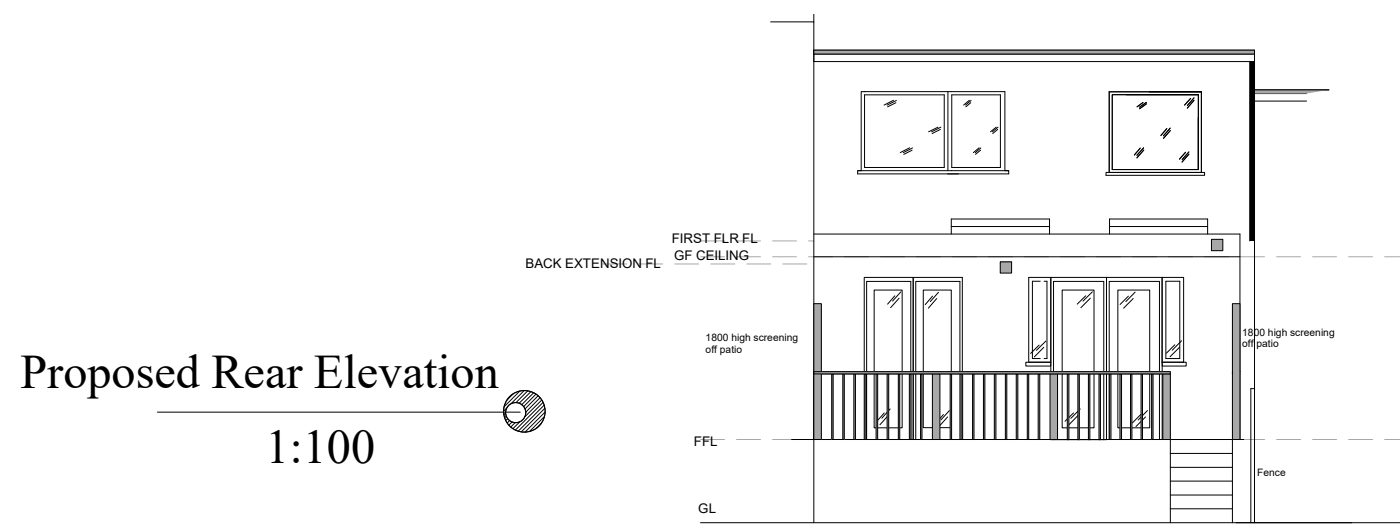 FIRST FLR FL
GF CEILING
BACK EXTENSION FL
1800 high screening
off patio
1800 high screening
off patio
Proposed Rear Elevation
1:100
FFL
Fence
GL